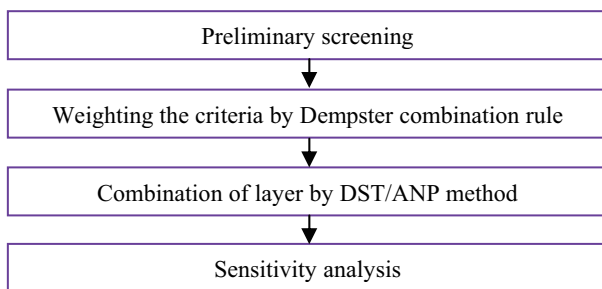 Preliminary screening
Weighting the criteria by Dempster combination rule
Combination of layer by DST/ANP method
Sensitivity analysis